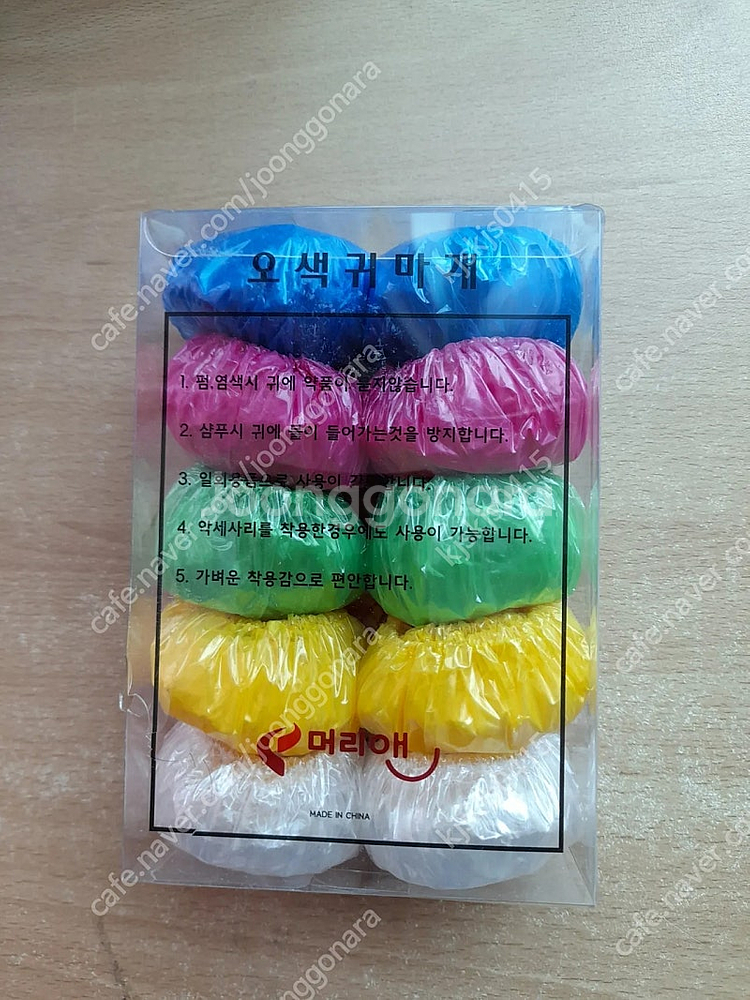 오색귀마개
1. 펌.염색시 귀에 약품이 묻지않습니다.
2. 샴푸시 귀에 물이 들어가는것을 방지합니다.
3. 일회용품으로 사용이 합니다.
4. 악세사리를 착용한경우에도 사용이 가능합니다.
5. 가벼운 착용감으로 편안합니다.
머리애
MADE IN CHINA
joonggonara
cafe.naver.com/joonggonara
kjkjs0415